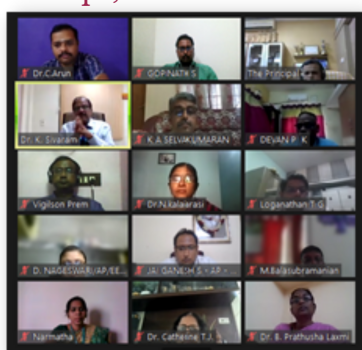 Dr.C.Arun
GOPINATH S
The Principal
Dr. K. Sivaram
K.A.SELVAKUMARAN
DEVAN P K
Vigilson Prem
Dr.N.kalaiarasi
Loganathan T G
D. NAGESWARI/AP/EE...
JAI GANESH S - AP - ...
M.Balasubramanian
Narmatha
Dr. Catherine T.J.
Dr. B. Prathusha Laxmi